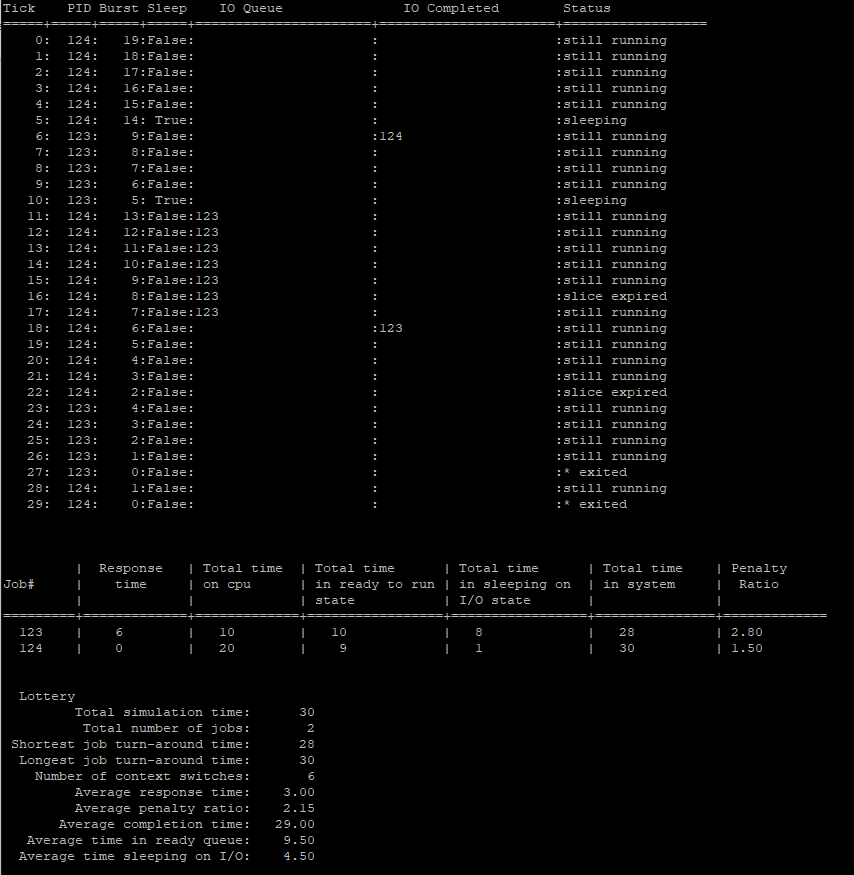 Tick    PID Burst Sleep    IO Queue               IO Completed        Status
=====+=====+=====+=====+======================+======================+==================
    0:  124:   19:False:                      :                      :still running
    1:  124:   18:False:                      :                      :still running
    2:  124:   17:False:                      :                      :still running
    3:  124:   16:False:                      :                      :still running
    4:  124:   15:False:                      :                      :still running
    5:  124:   14: True:                      :                      :sleeping
    6:  123:    9:False:                      :124                   :still running
    7:  123:    8:False:                      :                      :still running
    8:  123:    7:False:                      :                      :still running
    9:  123:    6:False:                      :                      :still running
   10:  123:    5: True:                      :                      :sleeping
   11:  124:   13:False:123                   :                      :still running
   12:  124:   12:False:123                   :                      :still running
   13:  124:   11:False:123                   :                      :still running
   14:  124:   10:False:123                   :                      :still running
   15:  124:    9:False:123                   :                      :still running
   16:  124:    8:False:123                   :                      :slice expired
   17:  124:    7:False:123                   :                      :still running
   18:  124:    6:False:                      :123                   :still running
   19:  124:    5:False:                      :                      :still running
   20:  124:    4:False:                      :                      :still running
   21:  124:    3:False:                      :                      :still running
   22:  124:    2:False:                      :                      :slice expired
   23:  123:    4:False:                      :                      :still running
   24:  123:    3:False:                      :                      :still running
   25:  123:    2:False:                      :                      :still running
   26:  123:    1:False:                      :                      :still running
   27:  123:    0:False:                      :                      :* exited
   28:  124:    1:False:                      :                      :still running
   29:  124:    0:False:                      :                      :* exited
         |  Response   | Total time  | Total time      | Total time      | Total time    | Penalty
Job#     |    time     | on cpu      | in ready to run | in sleeping on  | in system     |  Ratio
         |             |             | state           | I/O state       |               |
=========+=============+=============+=================+=================+===============+=============
  123    |    6        |   10        |   10            |   8             |   28          | 2.80
  124    |    0        |   20        |    9            |   1             |   30          | 1.50
  Lottery
         Total simulation time:      30
          Total number of jobs:       2
 Shortest job turn-around time:      28
  Longest job turn-around time:      30
    Number of context switches:       6
         Average response time:    3.00
         Average penalty ratio:    2.15
       Average completion time:   29.00
   Average time in ready queue:    9.50
  Average time sleeping on I/O:    4.50